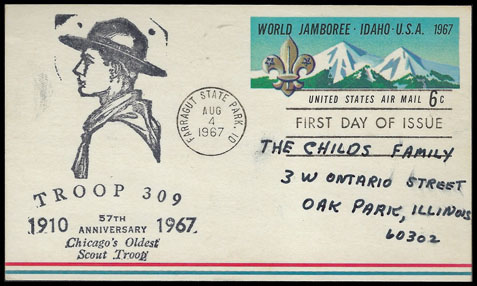 WORLD JAMBOREE · IDAHO · U.S.A. 1967
UNITED STATES AIR MAIL 6c
FARRAGUT STATE PARK, ID
AUG
4
1967
FIRST DAY OF ISSUE
THE CHILDS FAMILY
3 W ONTARIO STREET
OAK PARK, ILLINOIS
60302
TROOP 309
1910 57TH ANNIVERSARY 1967
Chicago's Oldest
Scout Troop